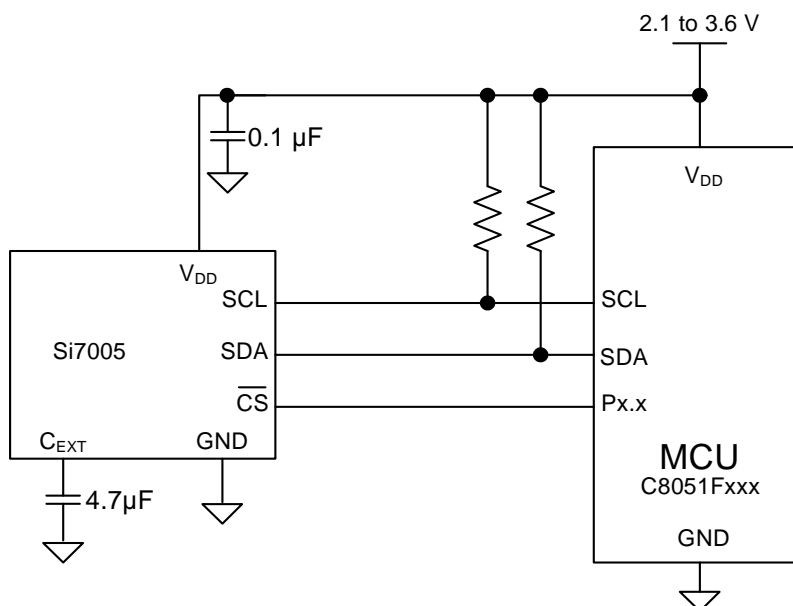 2.1 to 3.6 V
0.1 µF
V_DD
V_DD
SCL
SCL
Si7005
SDA
SDA
CS
Px.x
C_EXT
GND
MCU
C8051Fxxx
4.7µF
GND